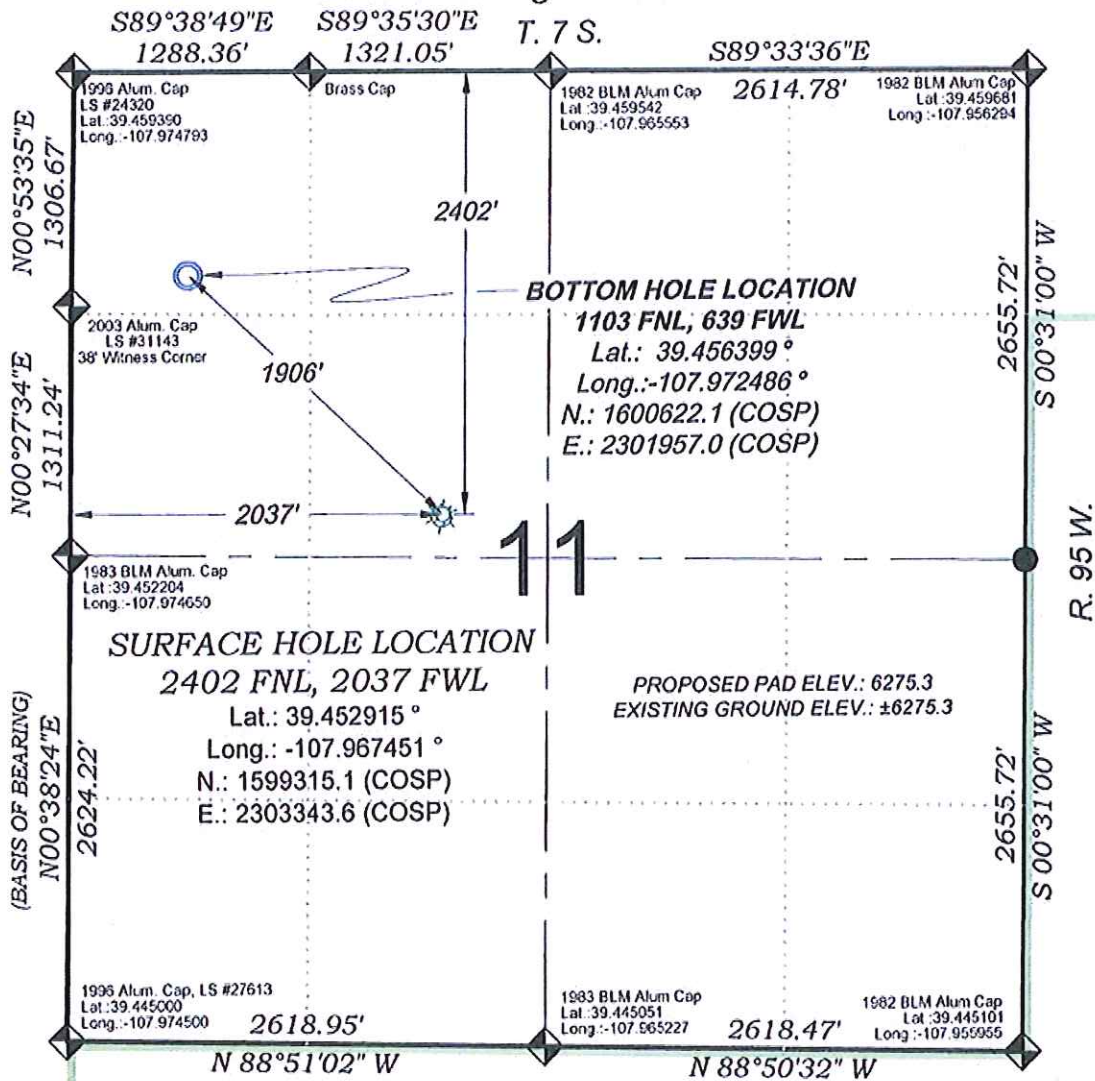 T. 7 S.
S89°38'49"E
1288.36'
S89°35'30"E
1321.05'
S89°33'36"E
2614.78'
1996 Alum. Cap
LS #24320
Lat.:39.459390
Long.:-107.974793
Brass Cap
1982 BLM Alum Cap
Lat.:39.459542
Long.:-107.965553
1982 BLM Alum Cap
Lat.:39.459681
Long.:-107.956294
N00°53'35"E
1306.67'
2402'
2003 Alum. Cap
LS #31143
38' Witness Corner
1906'
BOTTOM HOLE LOCATION
1103 FNL, 639 FWL
Lat.: 39.456399 °
Long.:-107.972486 °
N.: 1600622.1 (COSP)
E.: 2301957.0 (COSP)
2655.72'
S 00°31'00" W
N00°27'34"E
1311.24'
2037'
11
R. 95 W.
1983 BLM Alum. Cap
Lat.:39.452204
Long.:-107.974650
SURFACE HOLE LOCATION
2402 FNL, 2037 FWL
Lat.: 39.452915 °
Long.: -107.967451 °
N.: 1599315.1 (COSP)
E.: 2303343.6 (COSP)
PROPOSED PAD ELEV.: 6275.3
EXISTING GROUND ELEV.: ±6275.3
(BASIS OF BEARING)
N00°38'24"E
2624.22'
2655.72'
S 00°31'00" W
1996 Alum. Cap, LS #27613
Lat.:39.445000
Long.:-107.974500
1983 BLM Alum Cap
Lat.:39.445051
Long.:-107.965227
1982 BLM Alum Cap
Lat.:39.445101
Long.:-107.955955
2618.95'
N 88°51'02" W
2618.47'
N 88°50'32" W